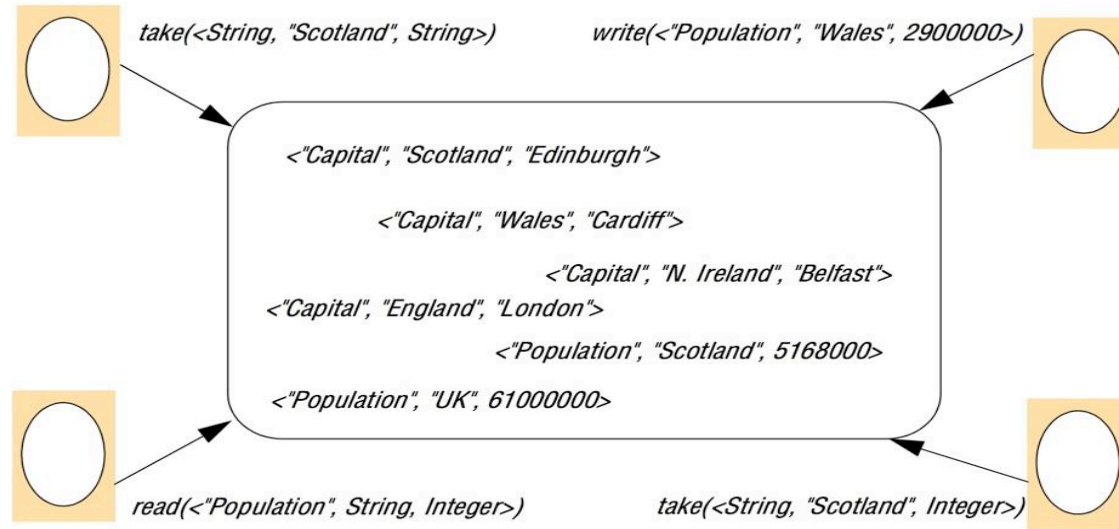 take(<String, "Scotland", String>)
write(<"Population", "Wales", 2900000>)
<"Capital", "Scotland", "Edinburgh">
<"Capital", "Wales", "Cardiff">
<"Capital", "N. Ireland", "Belfast">
<"Capital", "England", "London">
<"Population", "Scotland", 5168000>
<"Population", "UK", 61000000>
read(<"Population", String, Integer>)
take(<String, "Scotland", Integer>)